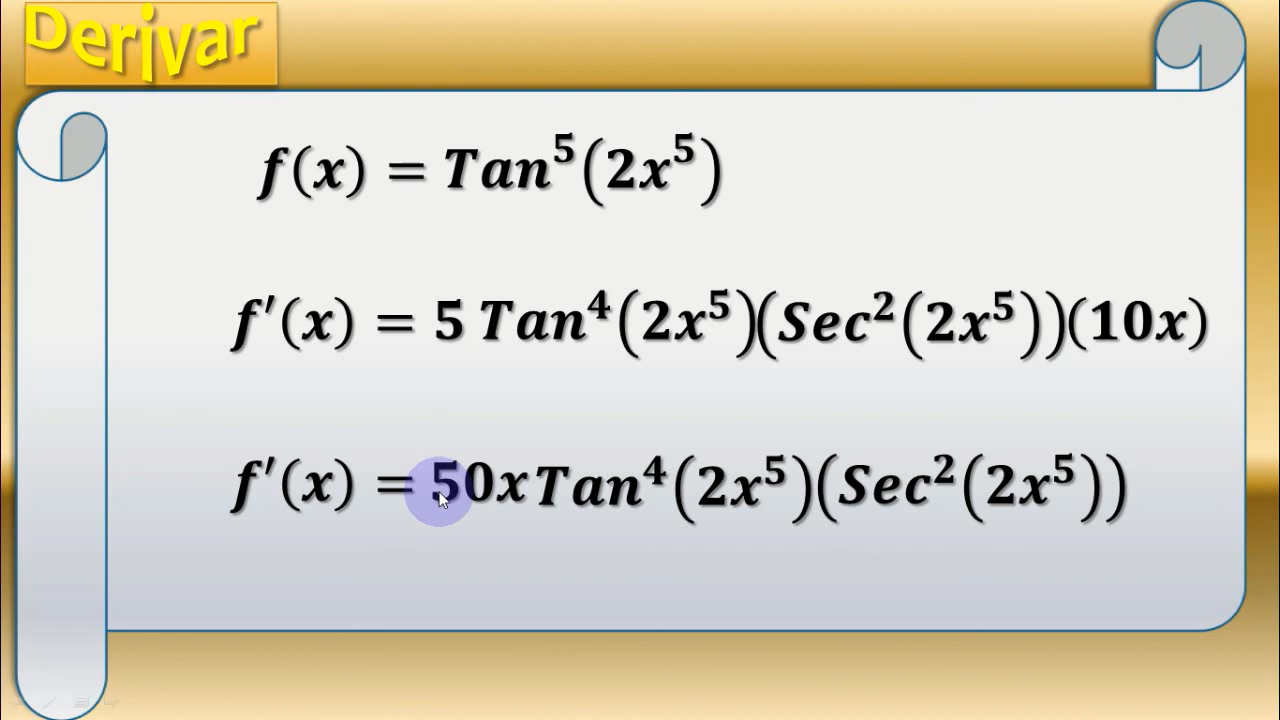 Derivar
f(x) = Tan⁵(2x⁵)
f′(x) = 5 Tan⁴(2x⁵)(Sec²(2x⁵))(10x)
f′(x) = 50x Tan⁴(2x⁵)(Sec²(2x⁵))